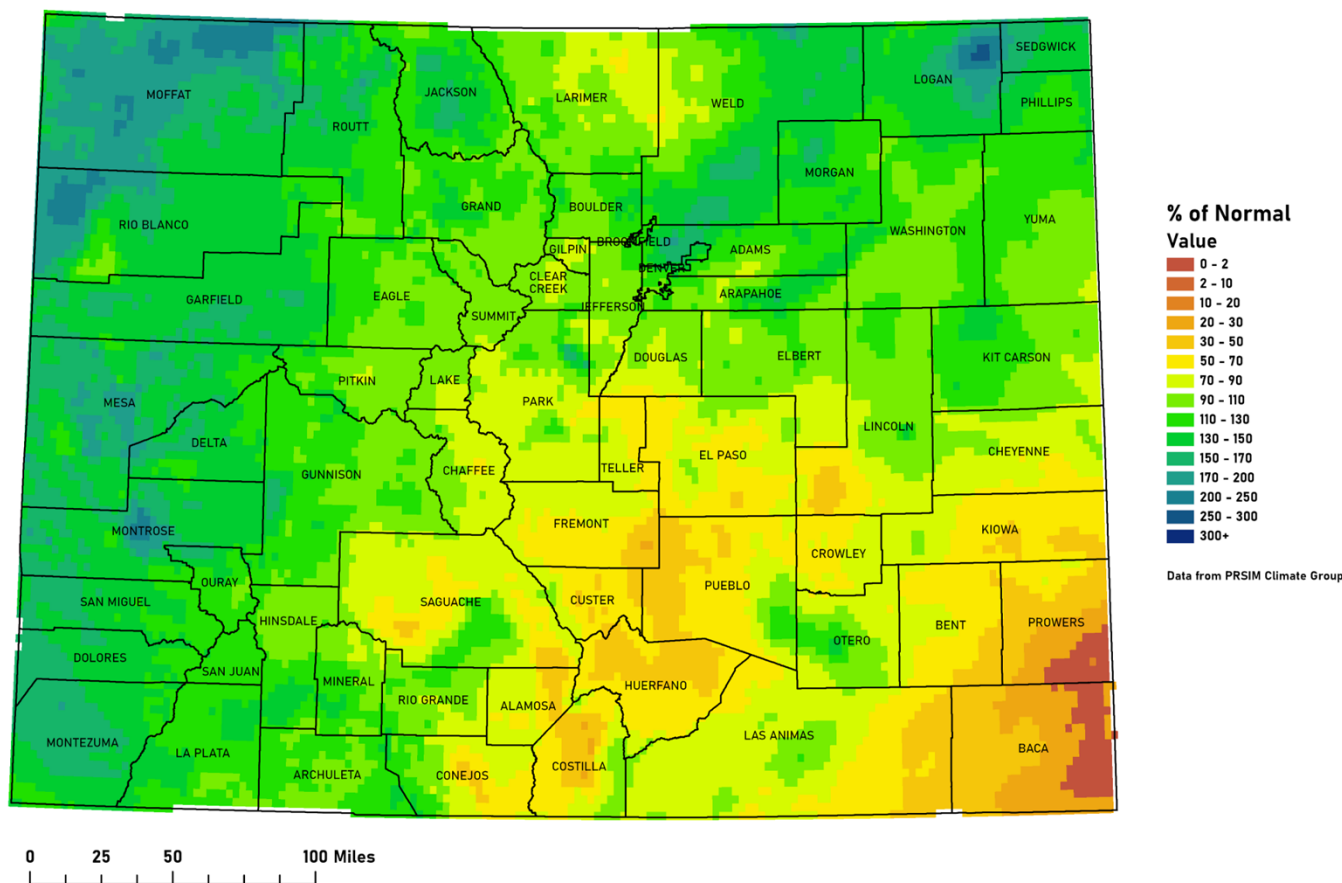 SEDGWICK
LOGAN
MOFFAT
JACKSON
LARIMER
WELD
PHILLIPS
ROUTT
MORGAN
GRAND
BOULDER
YUMA
RIO BLANCO
WASHINGTON
BROOMFIELD
GILPIN
ADAMS
DENVER
CLEAR
CREEK
EAGLE
ARAPAHOE
GARFIELD
JEFFERSON
SUMMIT
DOUGLAS
ELBERT
KIT CARSON
PITKIN
LAKE
MESA
PARK
LINCOLN
DELTA
CHEYENNE
EL PASO
TELLER
CHAFFEE
GUNNISON
FREMONT
MONTROSE
KIOWA
CROWLEY
OURAY
PUEBLO
SAN MIGUEL
SAGUACHE
CUSTER
HINSDALE
BENT
PROWERS
OTERO
DOLORES
SAN JUAN
MINERAL
HUERFANO
RIO GRANDE
ALAMOSA
LAS ANIMAS
MONTEZUMA
BACA
LA PLATA
COSTILLA
ARCHULETA
CONEJOS
% of Normal
Value
0 - 2
2 - 10
10 - 20
20 - 30
30 - 50
50 - 70
70 - 90
90 - 110
110 - 130
130 - 150
150 - 170
170 - 200
200 - 250
250 - 300
300+
Data from PRSIM Climate Group
0 25 50 100 Miles